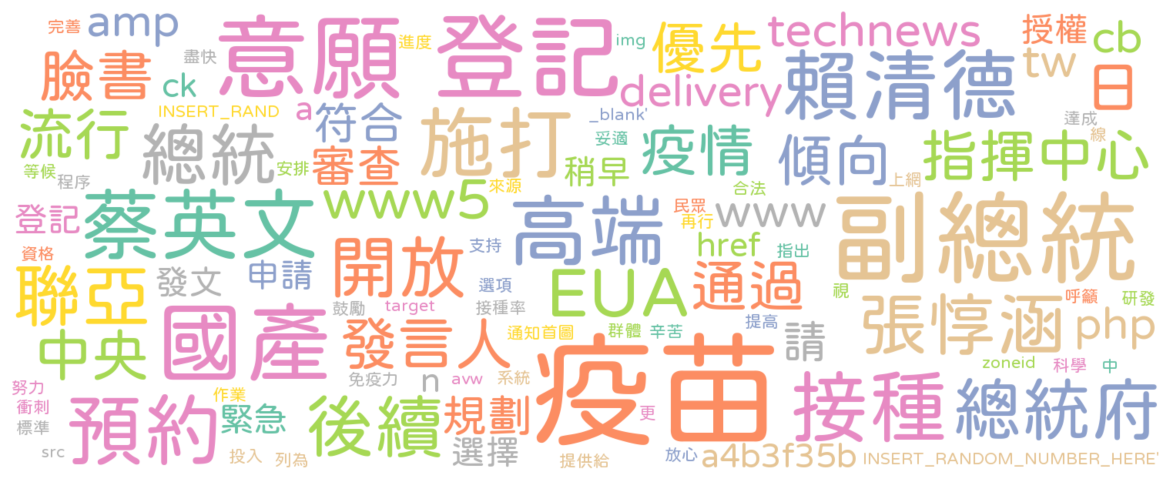 完善 amp 意願 登記 進度 img 優先 technews 授權 cb
臉書 盡快 ck delivery 賴清德 tw 日
INSERT_RAND a 符合 施打 _blank' 達成
流行 總統 審查 妥適 疫情 傾向 指揮中心 線
等候 程序 安排 稍早 上網
登記 蔡英文 www5 來源 高端 合法 民眾 再行 www 副總統
資格 聯亞 發文 申請 開放 支持 href 指出
選項 EUA 通過 視 呼籲 研發
國產 鼓勵 target 接種率 提高 張惇涵 php
中央 發言人 通知首圖 群體 辛苦 請 zoneid 科學 中
努力 作業 免疫力 n avw 系統 疫苗 接種 總統府
衝刺 預約 緊急 後續 規劃 更
標準 src 投入 列為 選擇 提供給 放心 a4b3f35b INSERT_RANDOM_NUMBER_HERE'